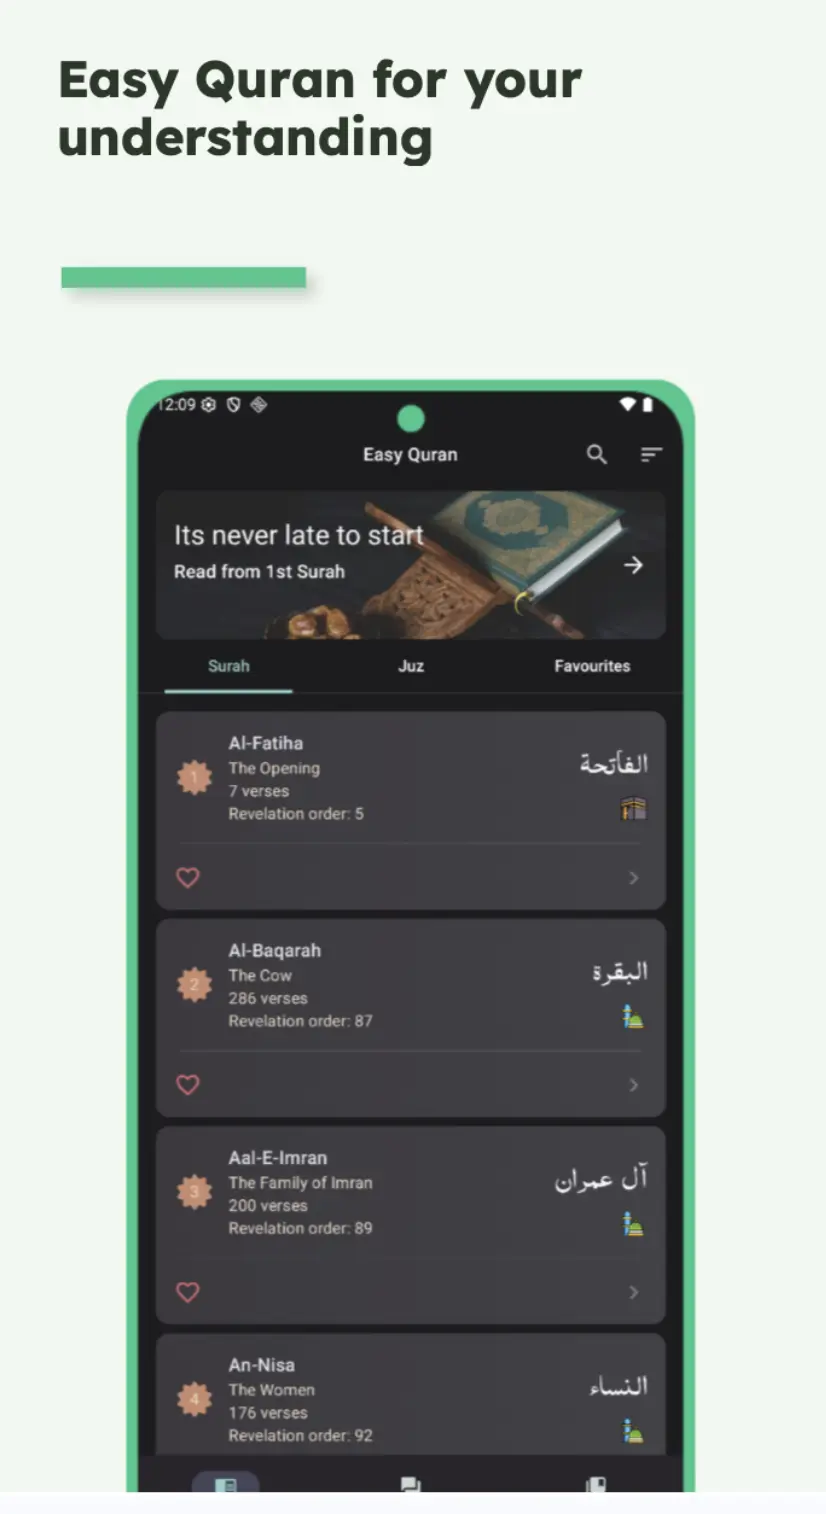 Easy Quran for your
understanding
12:09
Easy Quran
Its never late to start
Read from 1st Surah
Surah
Juz
Favourites
1
Al-Fatiha
The Opening
7 verses
Revelation order: 5
الفاتحة
2
Al-Baqarah
The Cow
286 verses
Revelation order: 87
البقرة
3
Aal-E-Imran
The Family of Imran
200 verses
Revelation order: 89
آل عمران
4
An-Nisa
The Women
176 verses
Revelation order: 92
النساء